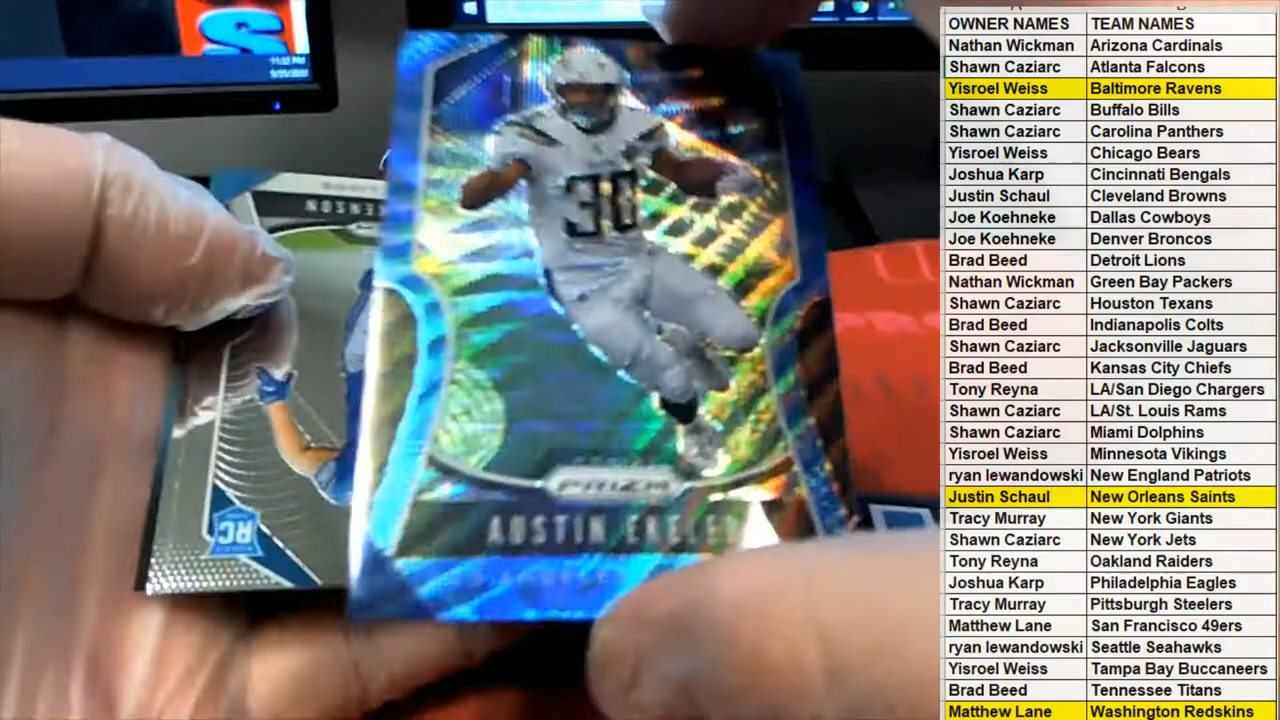 OWNER NAMES TEAM NAMES
Nathan Wickman Arizona Cardinals
Shawn Caziarc Atlanta Falcons
Yisroel Weiss Baltimore Ravens
Shawn Caziarc Buffalo Bills
Shawn Caziarc Carolina Panthers
Yisroel Weiss Chicago Bears
Joshua Karp Cincinnati Bengals
Justin Schaul Cleveland Browns
Joe Koehneke Dallas Cowboys
Joe Koehneke Denver Broncos
Brad Beed Detroit Lions
Nathan Wickman Green Bay Packers
Shawn Caziarc Houston Texans
Brad Beed Indianapolis Colts
Shawn Caziarc Jacksonville Jaguars
Brad Beed Kansas City Chiefs
Tony Reyna LA/San Diego Chargers
Shawn Caziarc LA/St. Louis Rams
Shawn Caziarc Miami Dolphins
Yisroel Weiss Minnesota Vikings
ryan lewandowski New England Patriots
Justin Schaul New Orleans Saints
Tracy Murray New York Giants
Shawn Caziarc New York Jets
Tony Reyna Oakland Raiders
Joshua Karp Philadelphia Eagles
Tracy Murray Pittsburgh Steelers
Matthew Lane San Francisco 49ers
ryan lewandowski Seattle Seahawks
Yisroel Weiss Tampa Bay Buccaneers
Brad Beed Tennessee Titans
Matthew Lane Washington Redskins
S
30
PRIZM
AUSTIN
RC